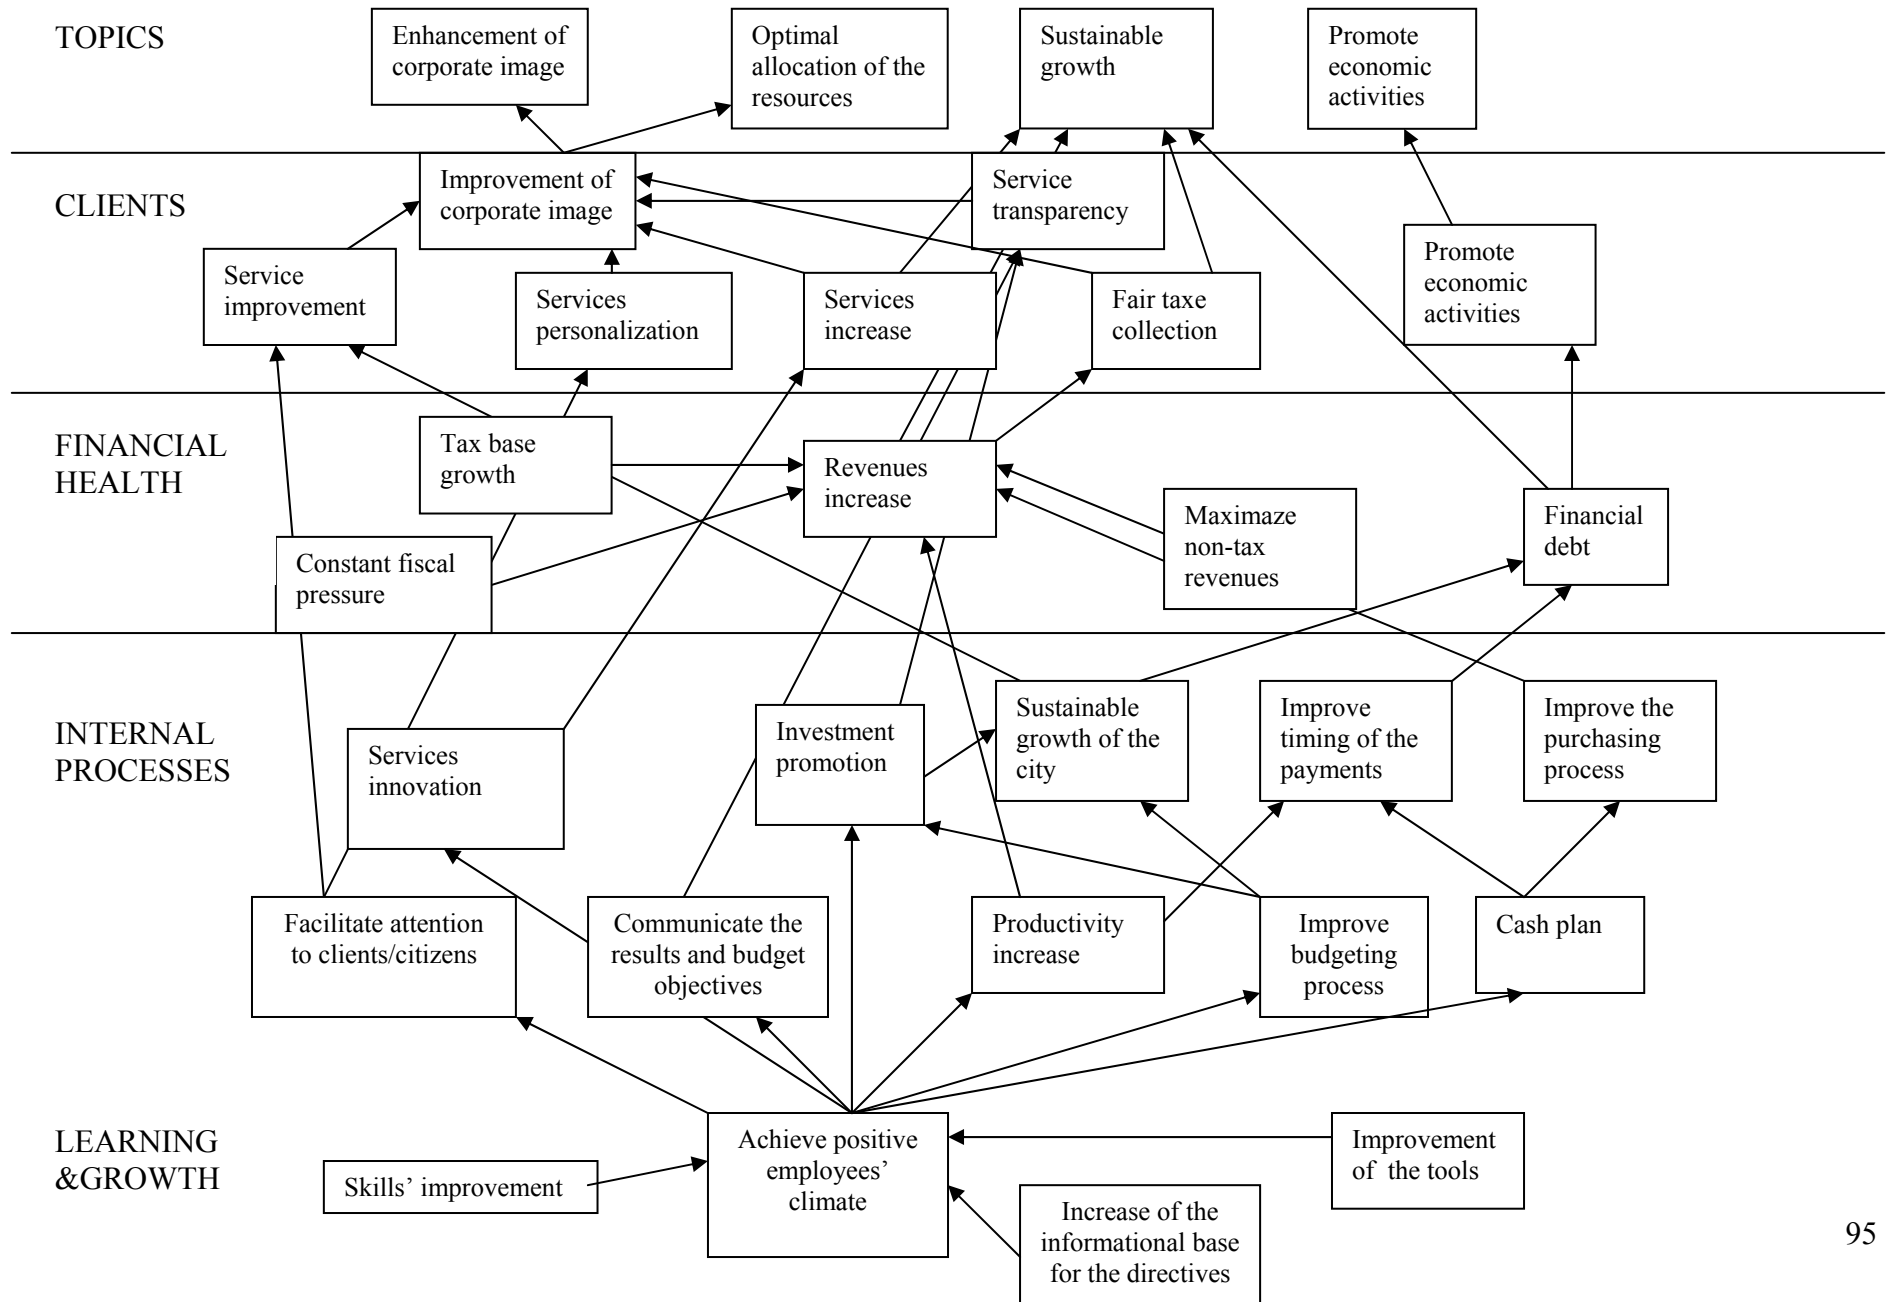 TOPICS
Enhancement of
corporate image
Optimal
allocation of the
resources
Sustainable
growth
Promote
economic
activities
CLIENTS
Improvement of
corporate image
Service
transparency
Service
improvement
Services
personalization
Services
increase
Fair taxe
collection
Promote
economic
activities
FINANCIAL
HEALTH
Tax base
growth
Revenues
increase
Maximaze
non-tax
revenues
Financial
debt
Constant fiscal
pressure
INTERNAL
PROCESSES
Services
innovation
Investment
promotion
Sustainable
growth of the
city
Improve
timing of the
payments
Improve the
purchasing
process
Facilitate attention
to clients/citizens
Communicate the
results and budget
objectives
Productivity
increase
Improve
budgeting
process
Cash plan
LEARNING
&GROWTH
Skills’ improvement
Achieve positive
employees’
climate
Improvement
of the tools
Increase of the
informational base
for the directives
95